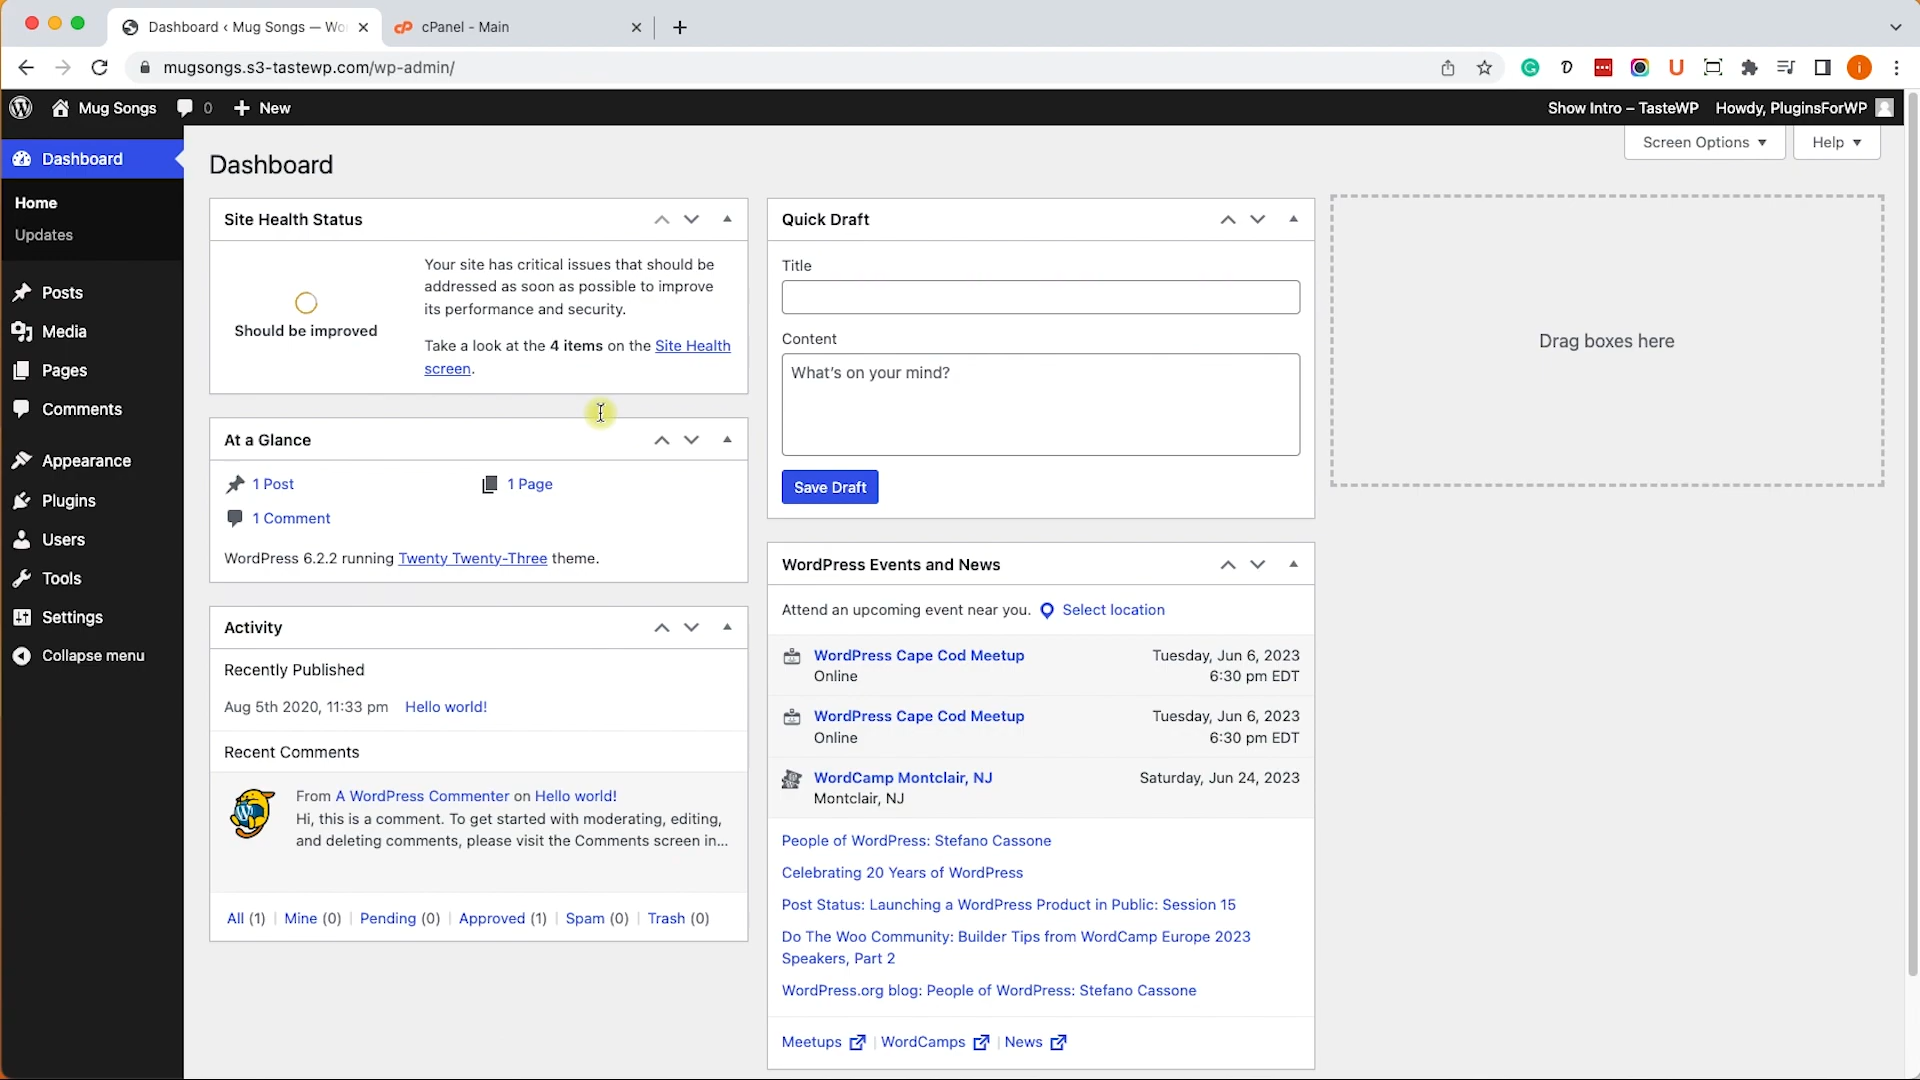 Dashboard ‹ Mug Songs — Wo
cPanel - Main
mugsongs.s3-tastewp.com/wp-admin/
Mug Songs
0
New
Show Intro – TasteWP
Howdy, PluginsForWP
Dashboard
Home
Updates
Posts
Media
Pages
Comments
Appearance
Plugins
Users
Tools
Settings
Collapse menu
Screen Options
Help
Dashboard
Site Health Status
Should be improved
Your site has critical issues that should be
addressed as soon as possible to improve
its performance and security.
Take a look at the 4 items on the Site Health
screen.
At a Glance
1 Post
1 Page
1 Comment
WordPress 6.2.2 running Twenty Twenty-Three theme.
Activity
Recently Published
Aug 5th 2020, 11:33 pm Hello world!
Recent Comments
From A WordPress Commenter on Hello world!
Hi, this is a comment. To get started with moderating, editing,
and deleting comments, please visit the Comments screen in...
All (1) | Mine (0) | Pending (0) | Approved (1) | Spam (0) | Trash (0)
Quick Draft
Title
Content
What's on your mind?
Save Draft
WordPress Events and News
Attend an upcoming event near you. Select location
WordPress Cape Cod Meetup
Online
Tuesday, Jun 6, 2023
6:30 pm EDT
WordPress Cape Cod Meetup
Online
Tuesday, Jun 6, 2023
6:30 pm EDT
WordCamp Montclair, NJ
Montclair, NJ
Saturday, Jun 24, 2023
People of WordPress: Stefano Cassone
Celebrating 20 Years of WordPress
Post Status: Launching a WordPress Product in Public: Session 15
Do The Woo Community: Builder Tips from WordCamp Europe 2023
Speakers, Part 2
WordPress.org blog: People of WordPress: Stefano Cassone
Meetups | WordCamps | News
Drag boxes here